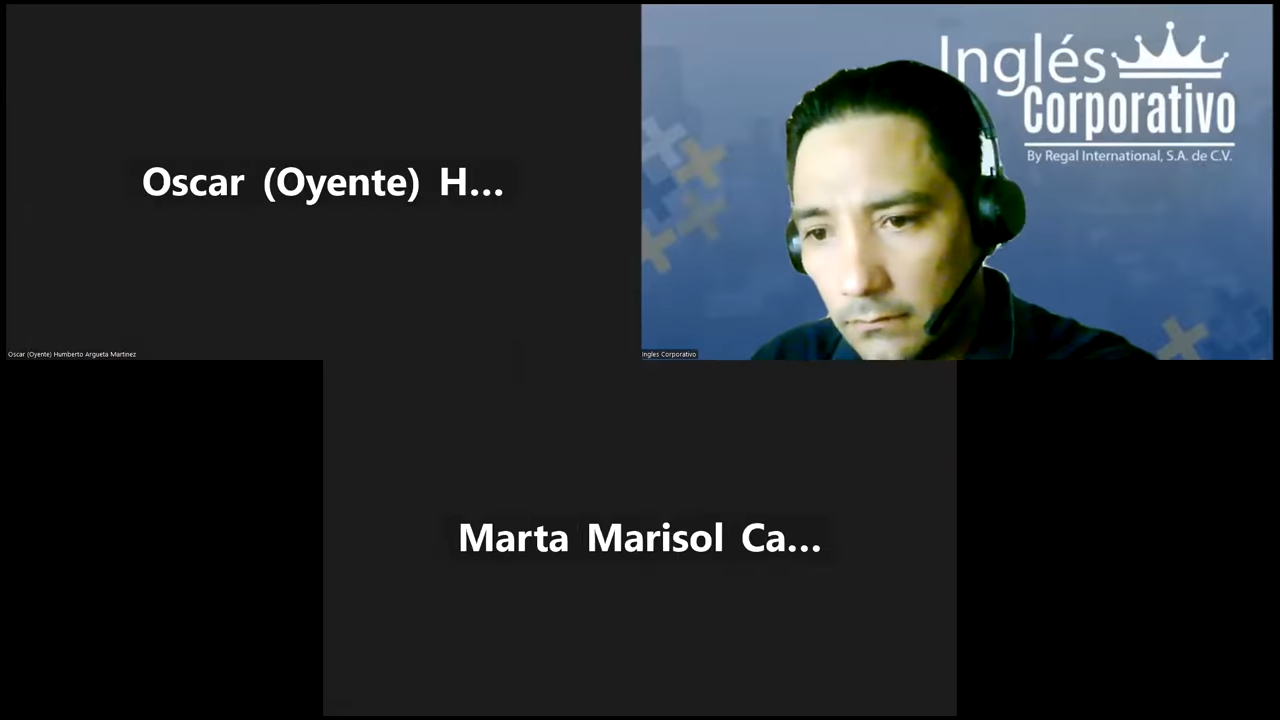 Oscar (Oyente) H...
Oscar (Oyente) Humberto Argueta Martinez
Inglés
Corporativo
By Regal International, S.A. de C.V.
Ingles Corporativo
Marta Marisol Ca...